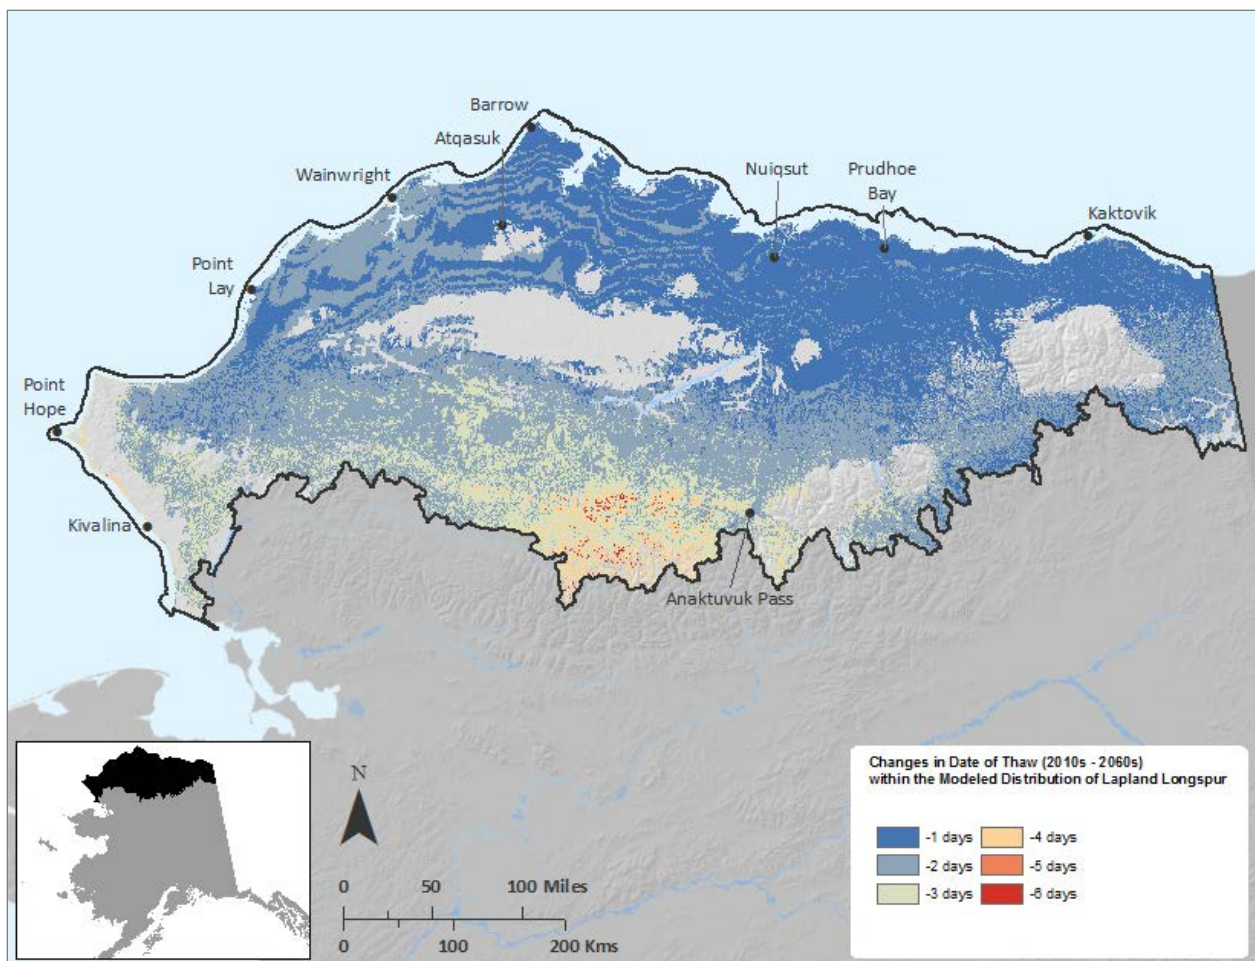 Barrow
Atqasuk
Wainwright
Nuiqsut
Prudhoe
Bay
Kaktovik
Point
Lay
Point
Hope
Kivalina
Anaktuvuk Pass
N
0 50 100 Miles
0 100 200 Kms
Changes in Date of Thaw (2010s - 2060s)
within the Modeled Distribution of Lapland Longspur
-1 days -4 days
-2 days -5 days
-3 days -6 days